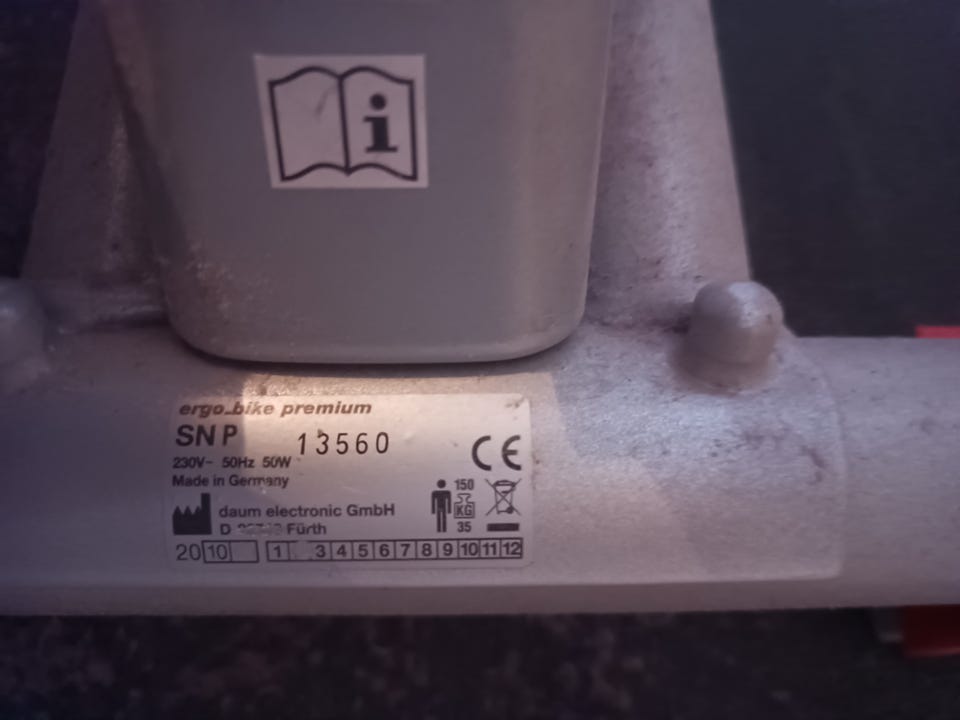 i
ergo_bike premium
SN P 13560
230V~ 50Hz 50W
Made in Germany
CE
daum electronic GmbH
D Fürth
150
KG
35
20 10 1 3 4 5 6 7 8 9 10 11 12